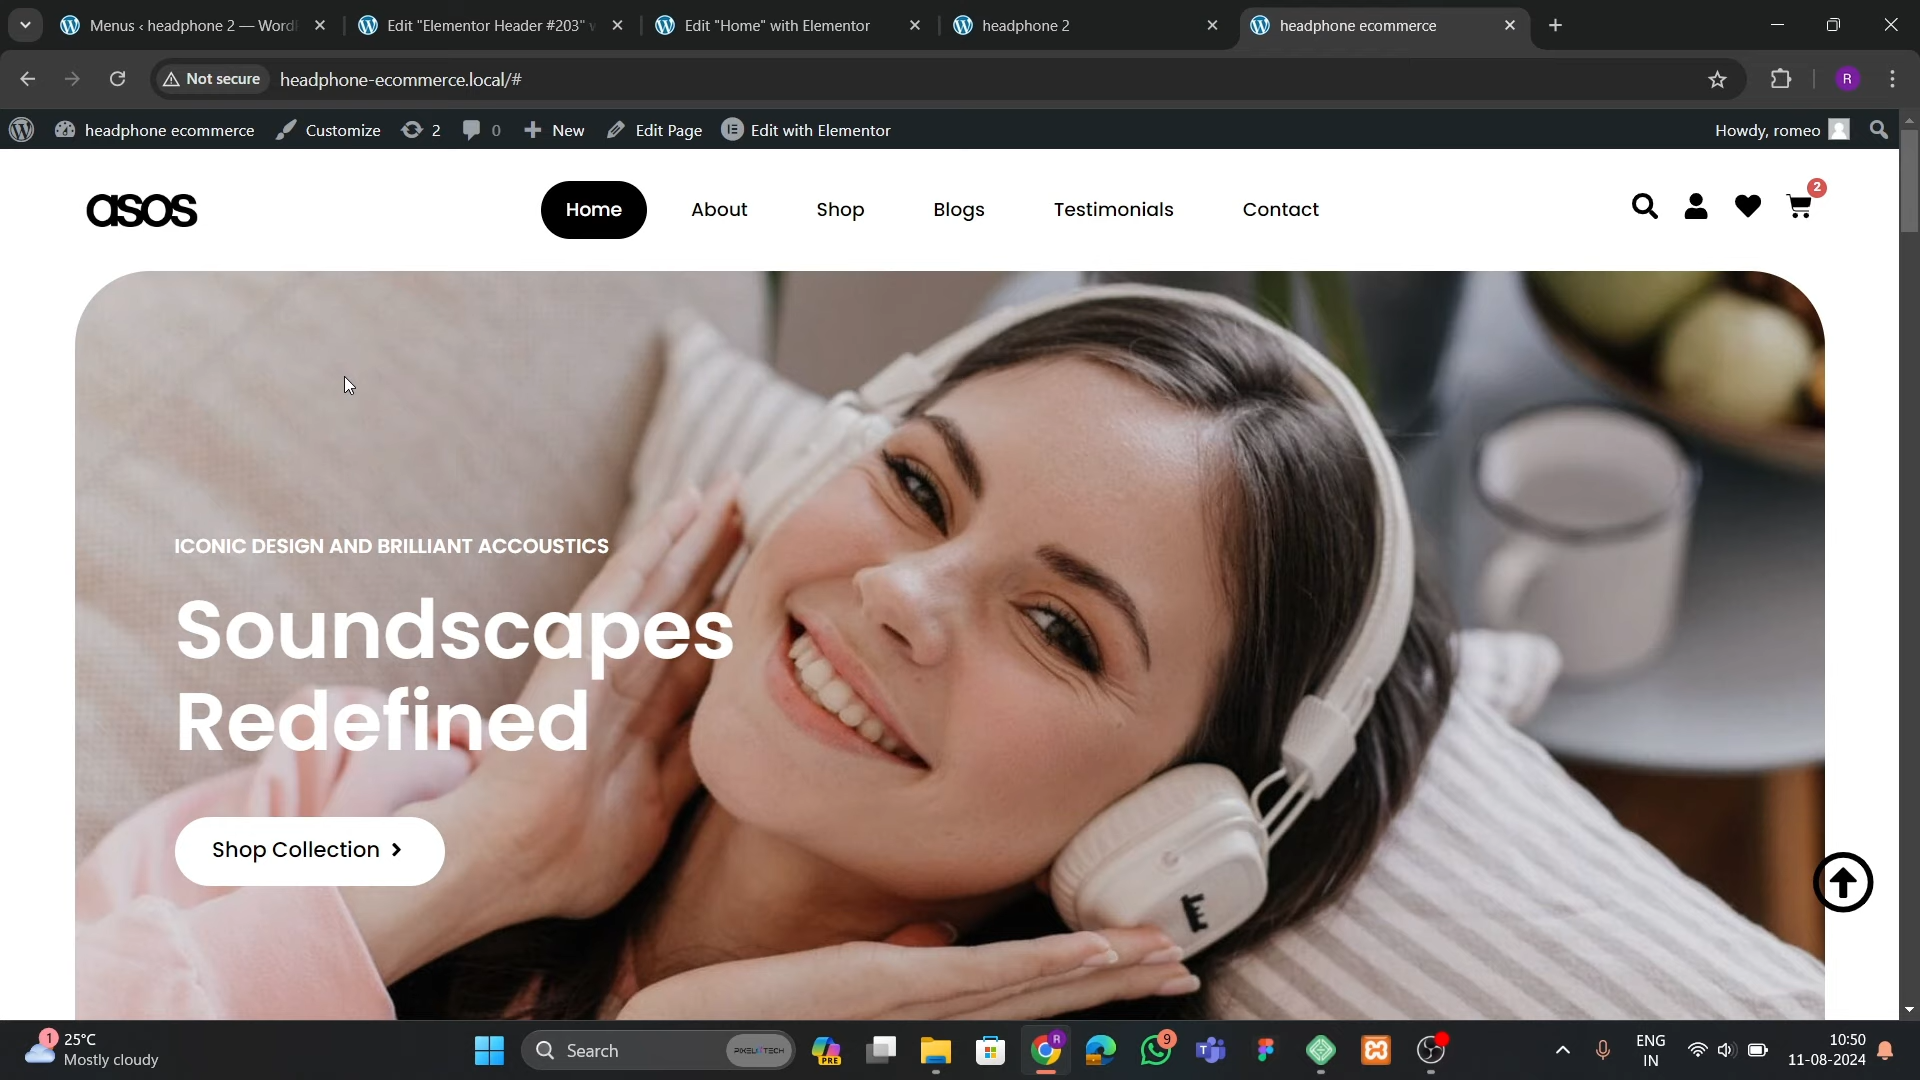 Menus ‹ headphone 2 — Word
Edit "Elementor Header #203" w
Edit "Home" with Elementor
headphone 2
headphone ecommerce
Not secure
headphone-ecommerce.local/#
R
headphone ecommerce
Customize
2
0
New
Edit Page
Edit with Elementor
Howdy, romeo
asos
Home
About
Shop
Blogs
Testimonials
Contact
2
ICONIC DESIGN AND BRILLIANT ACCOUSTICS
Soundscapes
Redefined
Shop Collection
1
25°C
Mostly cloudy
Search
PRE
R
9
ENG
IN
10:50
11-08-2024